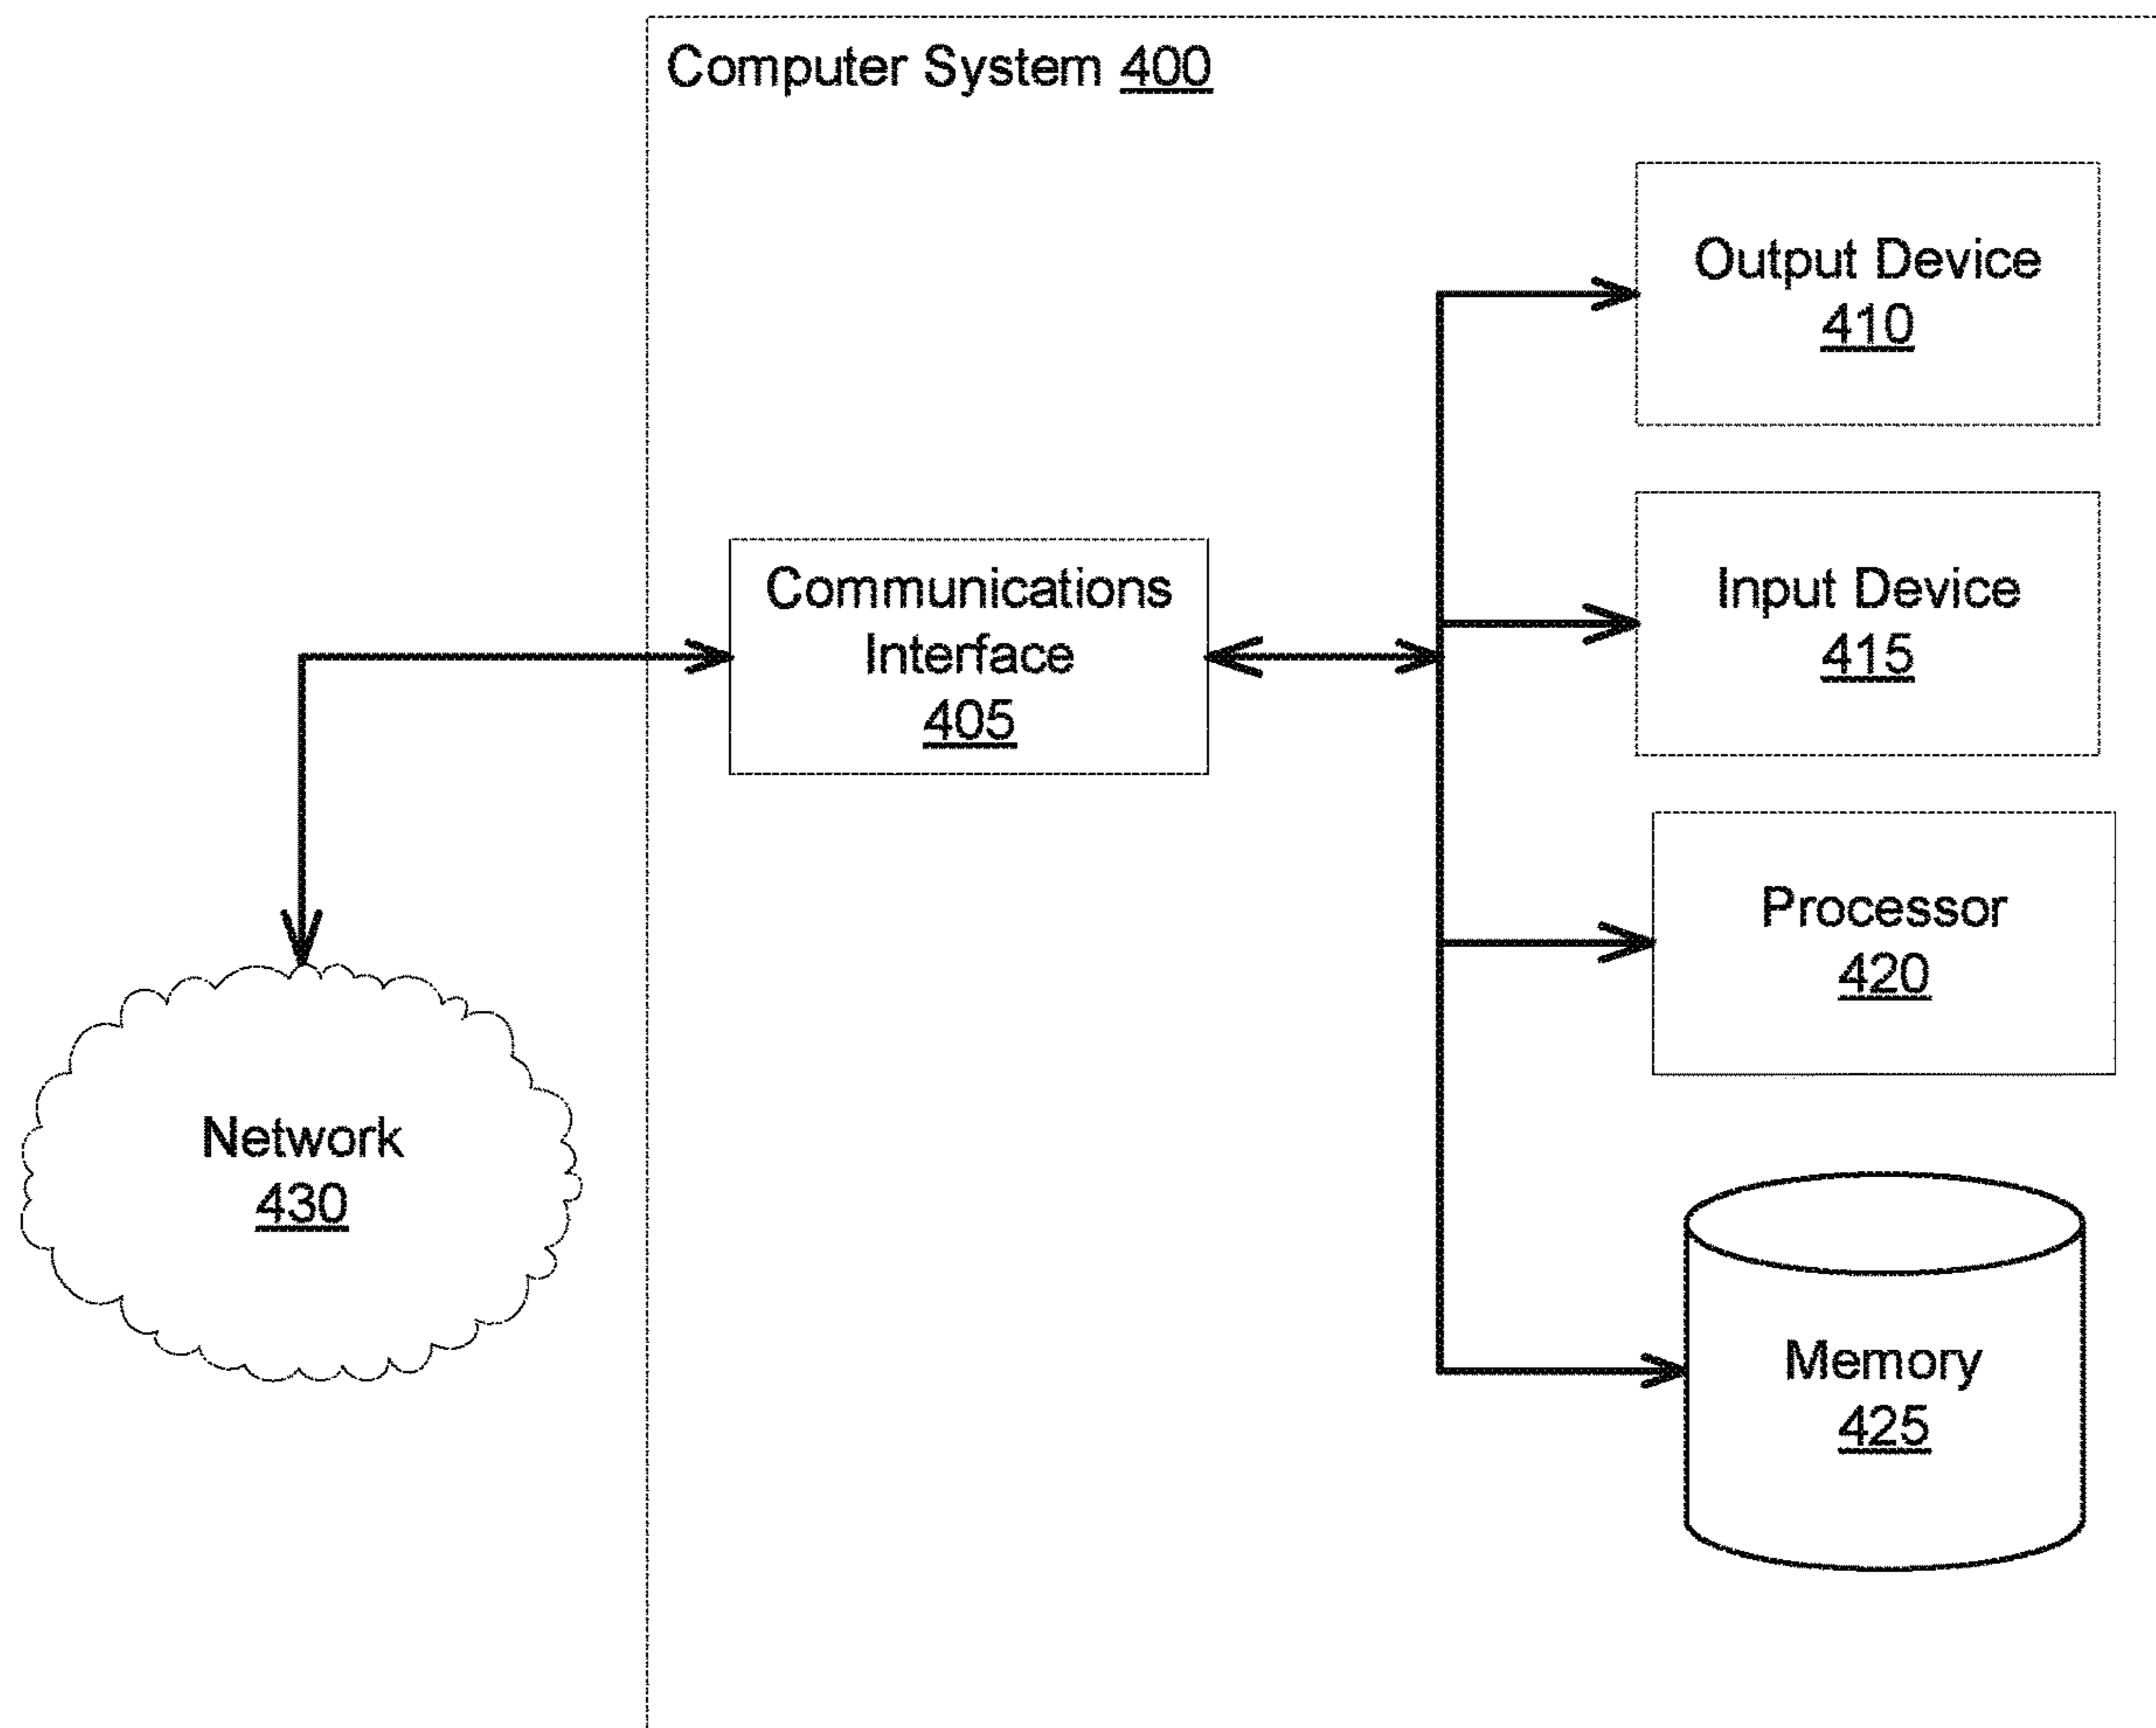 Computer System 400
Output Device
410
Communications
Interface
405
Input Device
415
Processor
420
Network
430
Memory
425